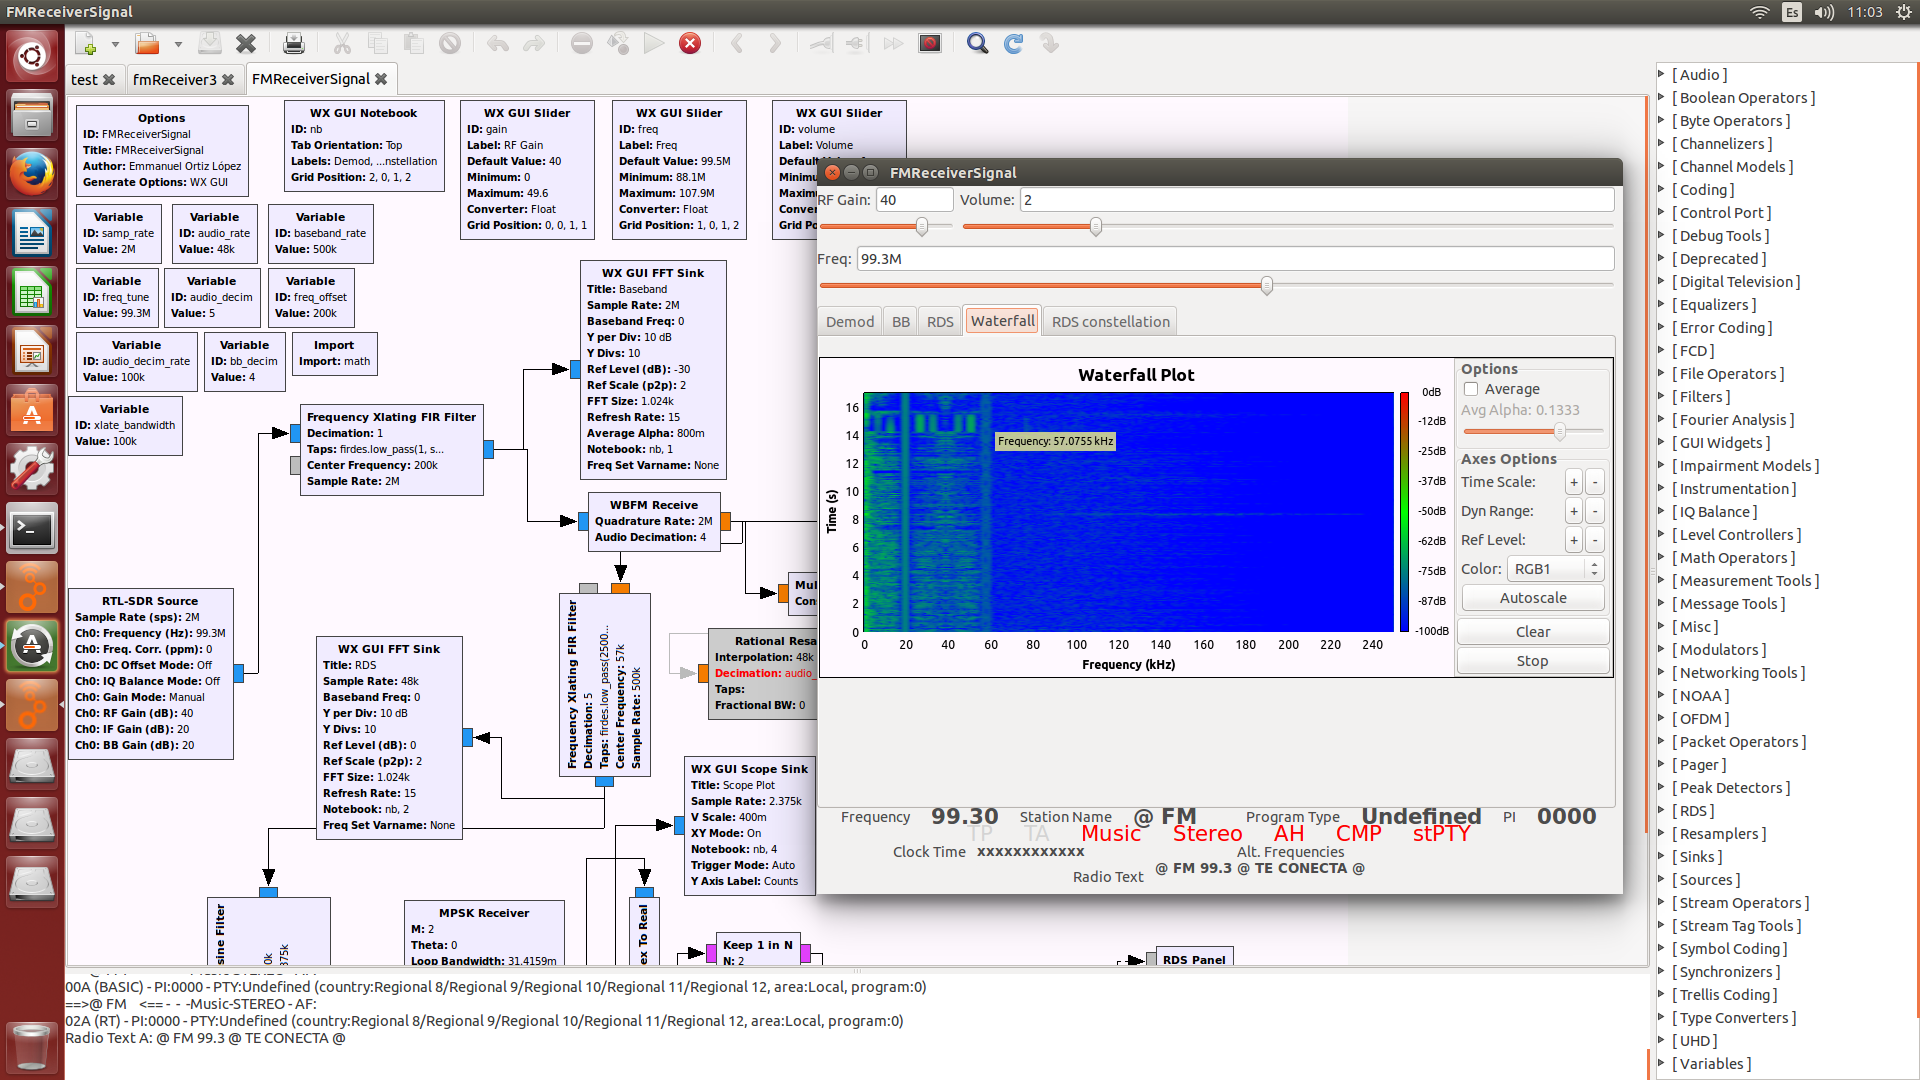 FMReceiverSignal
Es
11:03
test
fmReceiver3
FMReceiverSignal
Options
ID: FMReceiverSignal
Title: FMReceiverSignal
Author: Emmanuel Ortiz López
Generate Options: WX GUI
WX GUI Notebook
ID: nb
Tab Orientation: Top
Labels: Demod, ...nstellation
Grid Position: 2, 0, 1, 2
WX GUI Slider
ID: gain
Label: RF Gain
Default Value: 40
Minimum: 0
Maximum: 49.6
Converter: Float
Grid Position: 0, 0, 1, 1
WX GUI Slider
ID: freq
Label: Freq
Default Value: 99.5M
Minimum: 88.1M
Maximum: 107.9M
Converter: Float
Grid Position: 1, 0, 1, 2
WX GUI Slider
ID: volume
Label: Volume
Variable
ID: samp_rate
Value: 2M
Variable
ID: audio_rate
Value: 48k
Variable
ID: baseband_rate
Value: 500k
Variable
ID: freq_tune
Value: 99.3M
Variable
ID: audio_decim
Value: 5
Variable
ID: freq_offset
Value: 200k
Variable
ID: audio_decim_rate
Value: 100k
Variable
ID: bb_decim
Value: 4
Import
Import: math
Variable
ID: xlate_bandwidth
Value: 100k
Frequency Xlating FIR Filter
Decimation: 1
Taps: firdes.low_pass(1, s...
Center Frequency: 200k
Sample Rate: 2M
WX GUI FFT Sink
Title: Baseband
Sample Rate: 2M
Baseband Freq: 0
Y per Div: 10 dB
Y Divs: 10
Ref Level (dB): -30
Ref Scale (p2p): 2
FFT Size: 1.024k
Refresh Rate: 15
Average Alpha: 800m
Notebook: nb, 1
Freq Set Varname: None
WBFM Receive
Quadrature Rate: 2M
Audio Decimation: 4
RTL-SDR Source
Sample Rate (sps): 2M
Ch0: Frequency (Hz): 99.3M
Ch0: Freq. Corr. (ppm): 0
Ch0: DC Offset Mode: Off
Ch0: IQ Balance Mode: Off
Ch0: Gain Mode: Manual
Ch0: RF Gain (dB): 40
Ch0: IF Gain (dB): 20
Ch0: BB Gain (dB): 20
WX GUI FFT Sink
Title: RDS
Sample Rate: 48k
Baseband Freq: 0
Y per Div: 10 dB
Y Divs: 10
Ref Level (dB): 0
Ref Scale (p2p): 2
FFT Size: 1.024k
Refresh Rate: 15
Notebook: nb, 2
Freq Set Varname: None
Frequency Xlating FIR Filter
Decimation: 5
Taps: firdes.low_pass(2500...
Center Frequency: 57k
Sample Rate: 500k
Mul
Con
Rational Resa
Interpolation: 48k
Decimation: audio_
Taps:
Fractional BW: 0
WX GUI Scope Sink
Title: Scope Plot
Sample Rate: 2.375k
V Scale: 400m
XY Mode: On
Notebook: nb, 4
Trigger Mode: Auto
Y Axis Label: Counts
sine Filter
0k
375k
MPSK Receiver
M: 2
Theta: 0
Loop Bandwidth: 31.4159m
ex To Real
Keep 1 in N
N: 2
RDS Panel
FMReceiverSignal
RF Gain: 40 Volume: 2
Freq: 99.3M
Demod BB RDS Waterfall RDS constellation
Waterfall Plot
Time (s)
16
14
12
10
8
6
4
2
0
0 20 40 60 80 100 120 140 160 180 200 220 240
Frequency (kHz)
Frequency: 57.0755 kHz
0dB
-12dB
-25dB
-37dB
-50dB
-62dB
-75dB
-87dB
-100dB
Options
Average
Avg Alpha: 0.1333
Axes Options
Time Scale: + -
Dyn Range: + -
Ref Level: + -
Color: RGB1
Autoscale
Clear
Stop
Frequency 99.30 Station Name @ FM Program Type Undefined PI 0000
TP TA Music Stereo AH CMP stPTY
Clock Time xxxxxxxxxxxx Alt. Frequencies
Radio Text @ FM 99.3 @ TE CONECTA @
[ Audio ]
[ Boolean Operators ]
[ Byte Operators ]
[ Channelizers ]
[ Channel Models ]
[ Coding ]
[ Control Port ]
[ Debug Tools ]
[ Deprecated ]
[ Digital Television ]
[ Equalizers ]
[ Error Coding ]
[ FCD ]
[ File Operators ]
[ Filters ]
[ Fourier Analysis ]
[ GUI Widgets ]
[ Impairment Models ]
[ Instrumentation ]
[ IQ Balance ]
[ Level Controllers ]
[ Math Operators ]
[ Measurement Tools ]
[ Message Tools ]
[ Misc ]
[ Modulators ]
[ Networking Tools ]
[ NOAA ]
[ OFDM ]
[ Packet Operators ]
[ Pager ]
[ Peak Detectors ]
[ RDS ]
[ Resamplers ]
[ Sinks ]
[ Sources ]
[ Stream Operators ]
[ Stream Tag Tools ]
[ Symbol Coding ]
[ Synchronizers ]
[ Trellis Coding ]
[ Type Converters ]
[ UHD ]
[ Variables ]
00A (BASIC) - PI:0000 - PTY:Undefined (country:Regional 8/Regional 9/Regional 10/Regional 11/Regional 12, area:Local, program:0)
==>@ FM <== - - -Music-STEREO - AF:
02A (RT) - PI:0000 - PTY:Undefined (country:Regional 8/Regional 9/Regional 10/Regional 11/Regional 12, area:Local, program:0)
Radio Text A: @ FM 99.3 @ TE CONECTA @